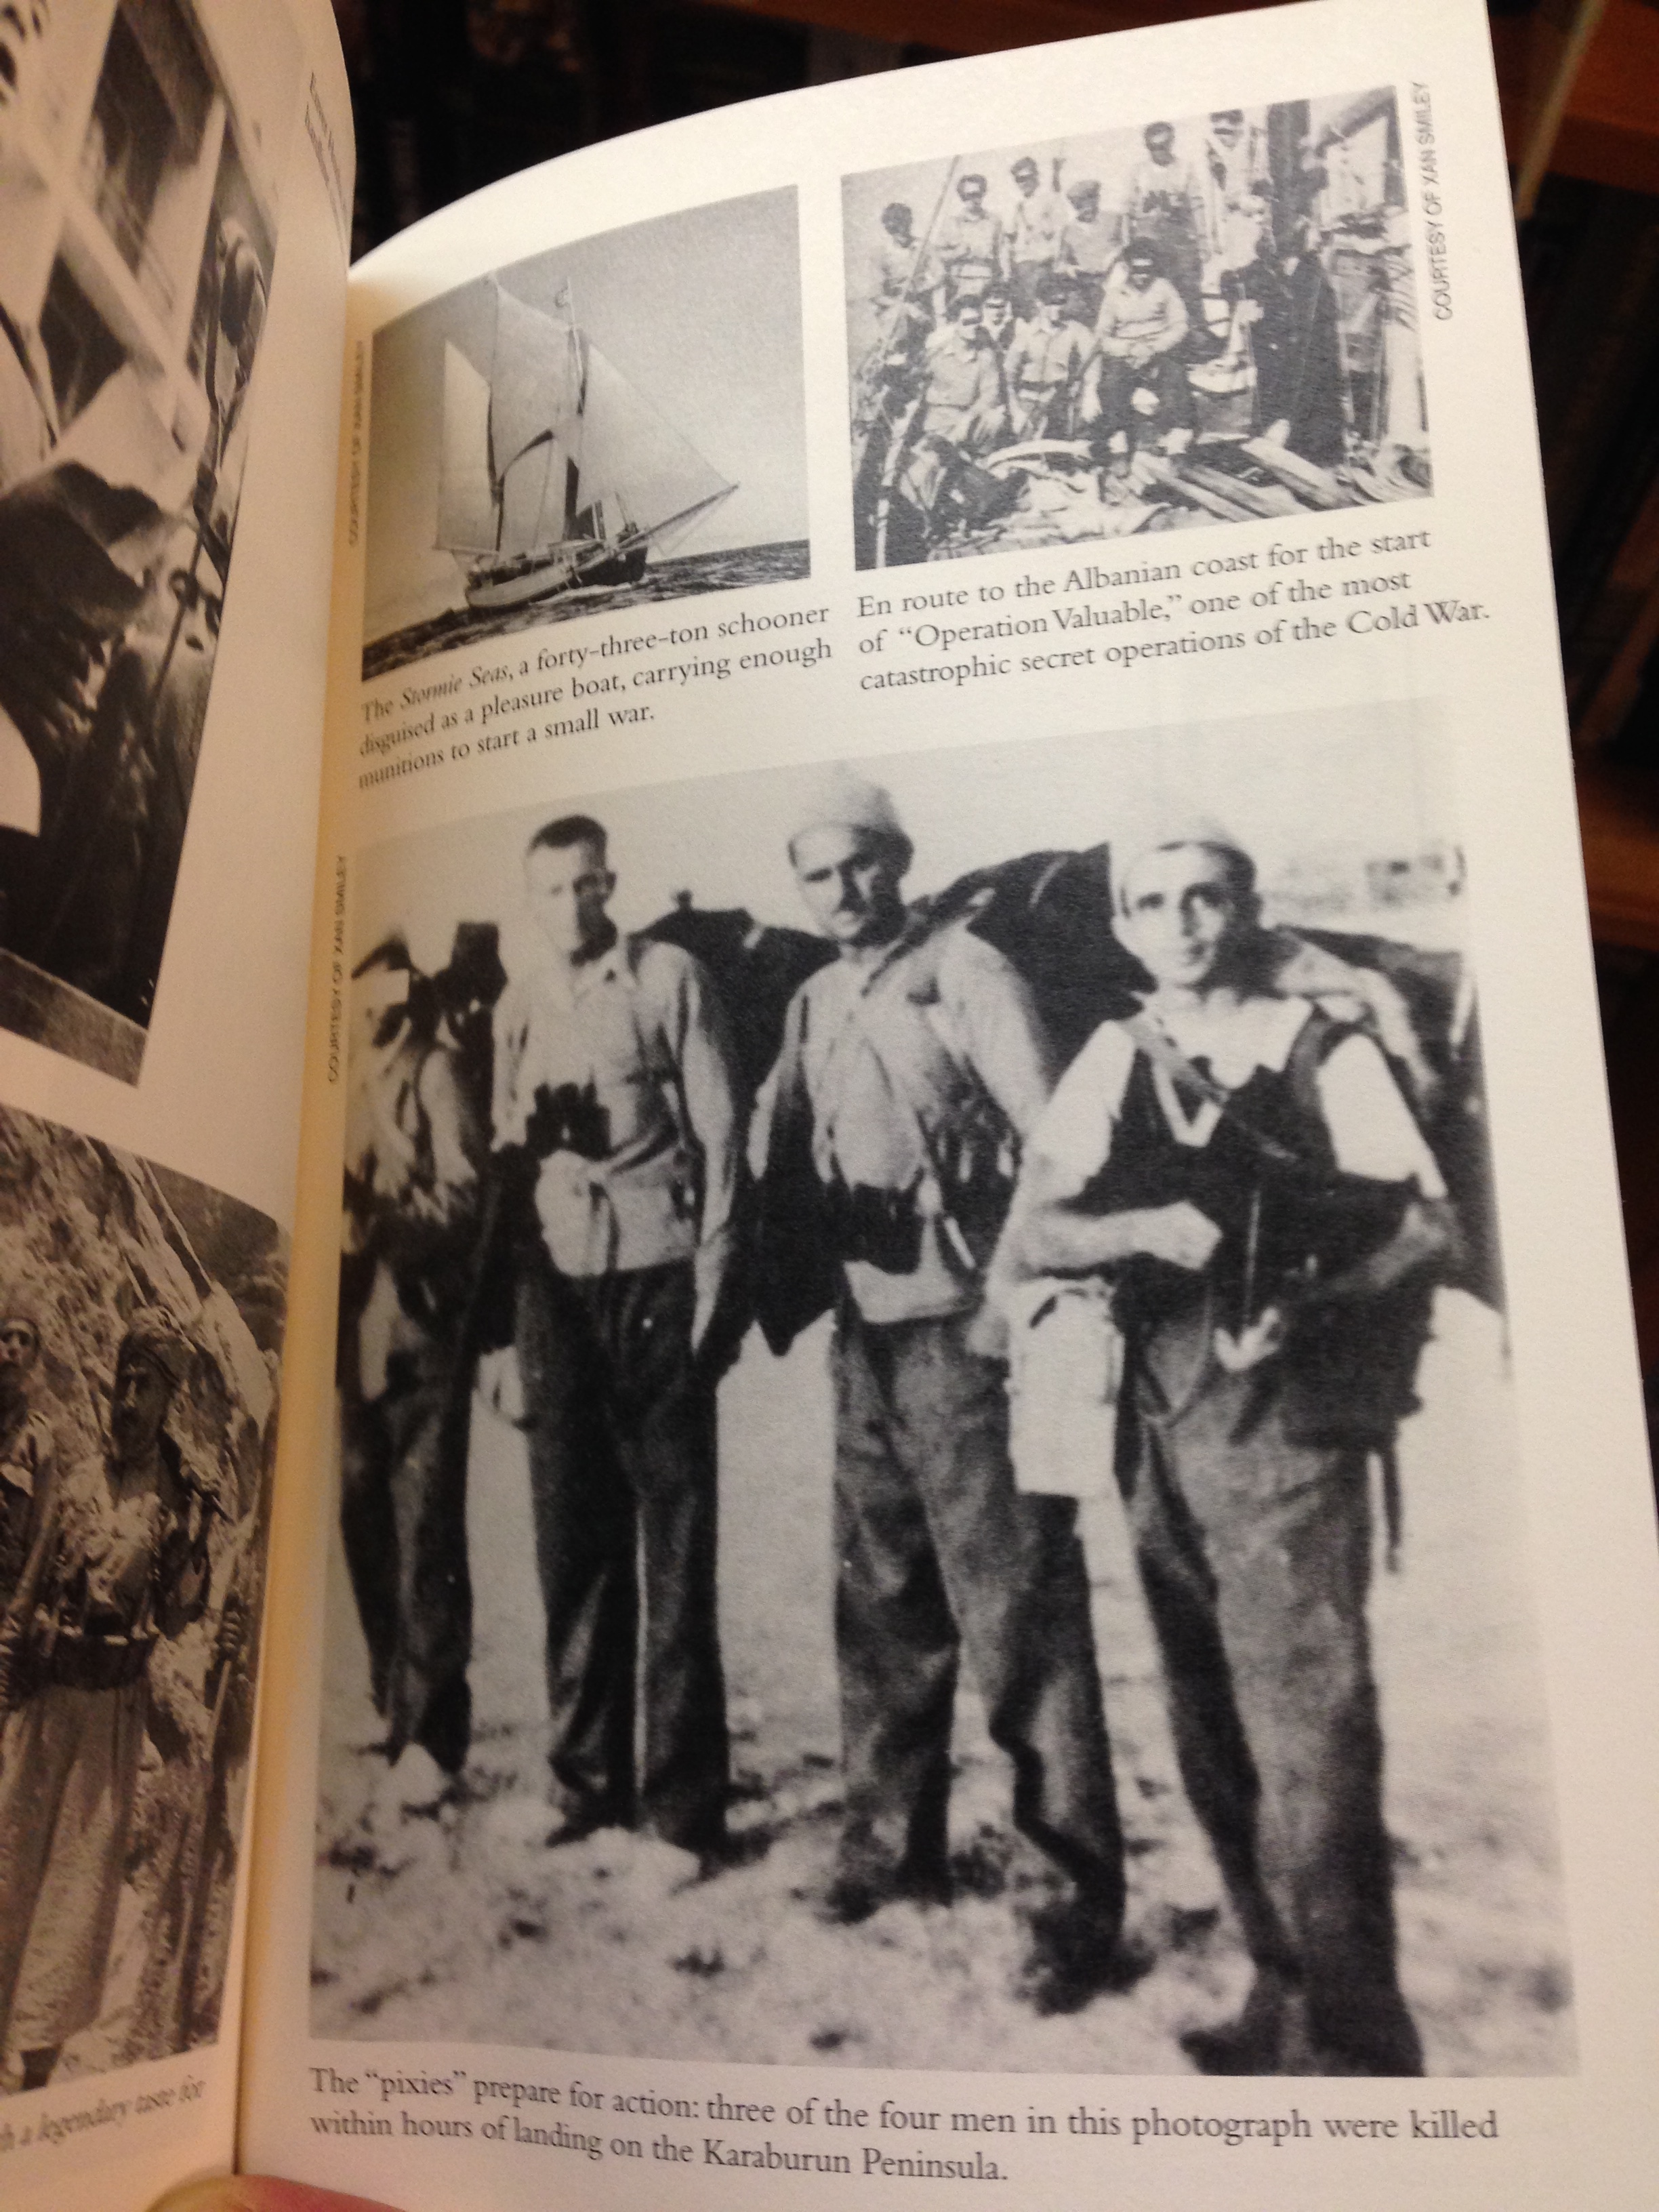 h a legendary taste for
COURTESY OF XAN SMILEY
The Stormie Seas, a forty-three-ton schooner
disguised as a pleasure boat, carrying enough
munitions to start a small war.
COURTESY OF XAN SMILEY
En route to the Albanian coast for the start
of “Operation Valuable,” one of the most
catastrophic secret operations of the Cold War.
COURTESY OF XAN SMILEY
The “pixies” prepare for action: three of the four men in this photograph were killed
within hours of landing on the Karaburun Peninsula.